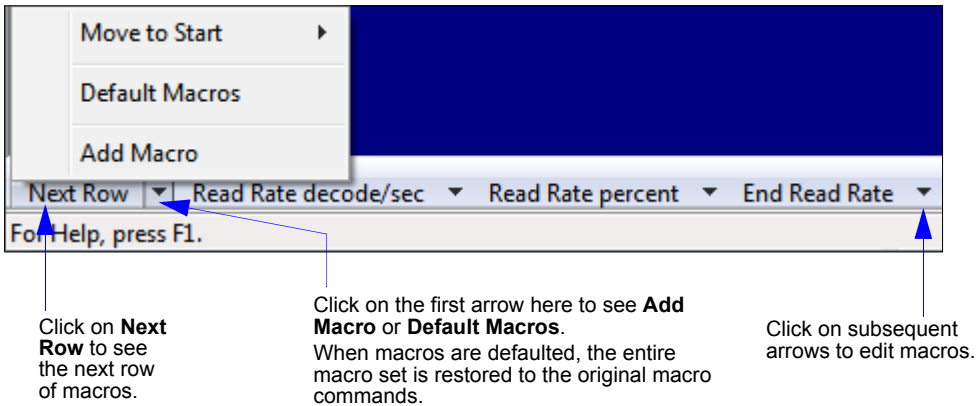 Move to Start
Default Macros
Add Macro
Next Row
Read Rate decode/sec
Read Rate percent
End Read Rate
For Help, press F1.
Click on Next
Row to see
the next row
of macros.
Click on the first arrow here to see Add
Macro or Default Macros.
When macros are defaulted, the entire
macro set is restored to the original macro
commands.
Click on subsequent
arrows to edit macros.